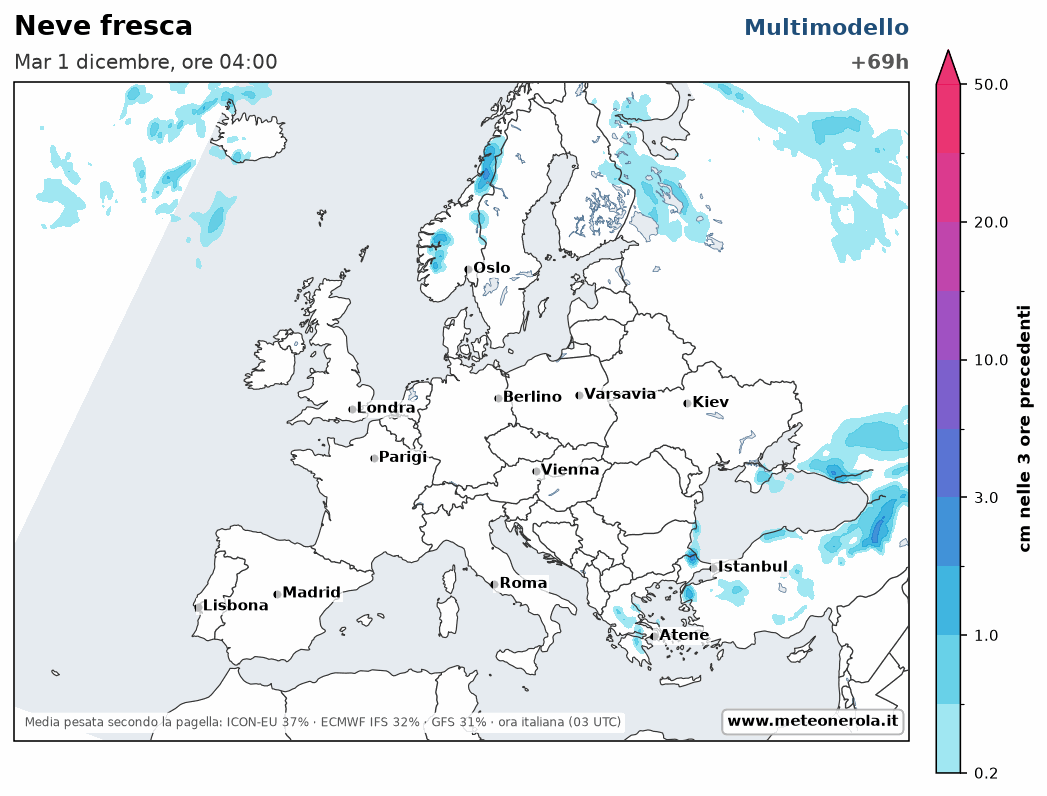 Neve fresca
Multimodello
Mar 1 dicembre, ore 04:00
+69h
50.0
20.0
10.0
3.0
1.0
0.2
cm nelle 3 ore precedenti
Oslo
Londra
Berlino
Varsavia
Kiev
Parigi
Vienna
Istanbul
Roma
Madrid
Lisbona
Atene
Media pesata secondo la pagella: ICON-EU 37% · ECMWF IFS 32% · GFS 31% · ora italiana (03 UTC)
www.meteonerola.it